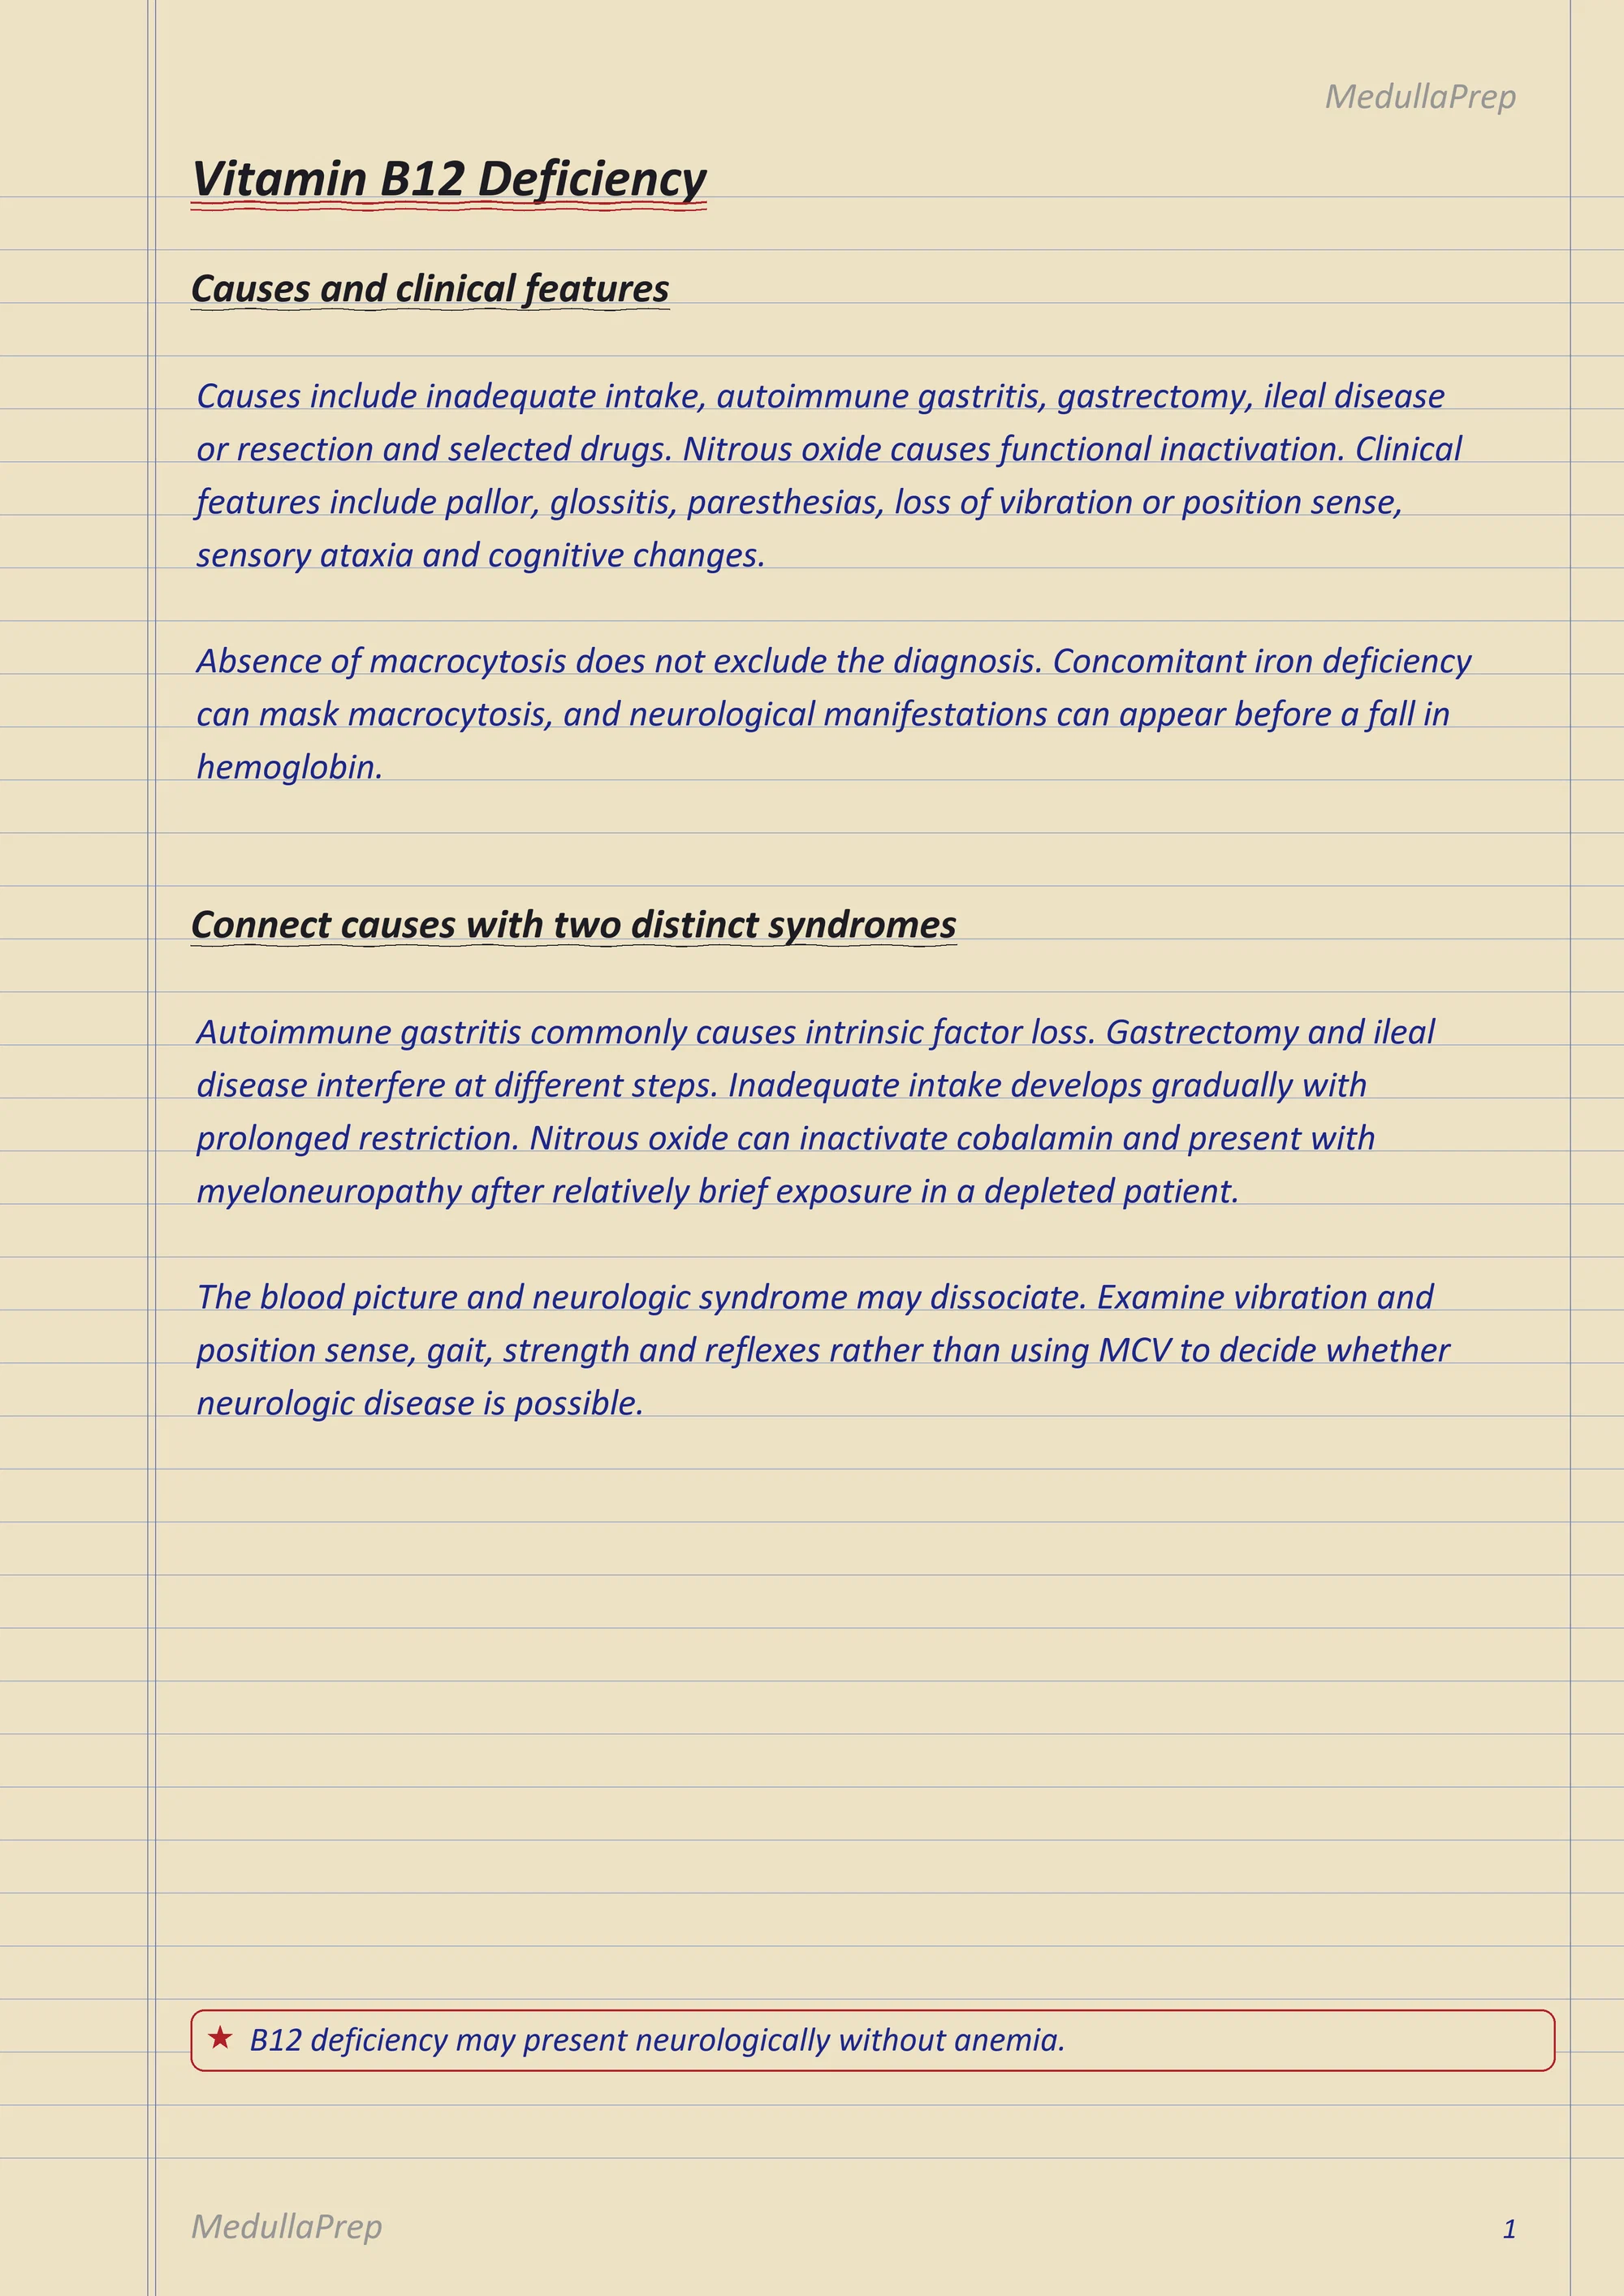 MedullaPrep
Vitamin B12 Deficiency
Causes and clinical features
Causes include inadequate intake, autoimmune gastritis, gastrectomy, ileal disease
or resection and selected drugs. Nitrous oxide causes functional inactivation. Clinical
features include pallor, glossitis, paresthesias, loss of vibration or position sense,
sensory ataxia and cognitive changes.
Absence of macrocytosis does not exclude the diagnosis. Concomitant iron deficiency
can mask macrocytosis, and neurological manifestations can appear before a fall in
hemoglobin.
Connect causes with two distinct syndromes
Autoimmune gastritis commonly causes intrinsic factor loss. Gastrectomy and ileal
disease interfere at different steps. Inadequate intake develops gradually with
prolonged restriction. Nitrous oxide can inactivate cobalamin and present with
myeloneuropathy after relatively brief exposure in a depleted patient.
The blood picture and neurologic syndrome may dissociate. Examine vibration and
position sense, gait, strength and reflexes rather than using MCV to decide whether
neurologic disease is possible.
★ B12 deficiency may present neurologically without anemia.
MedullaPrep
1